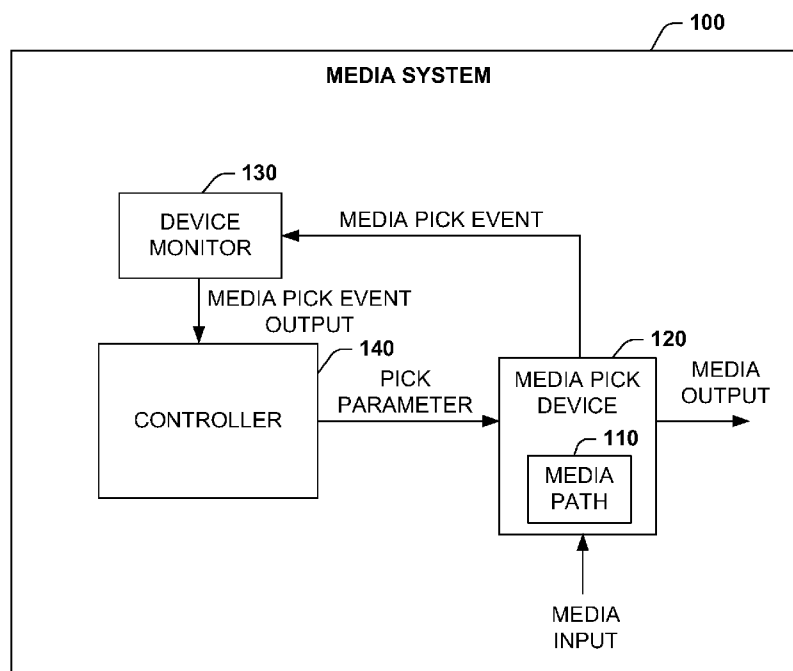 100
MEDIA SYSTEM
130
DEVICE
MONITOR
MEDIA PICK EVENT
MEDIA PICK EVENT
OUTPUT
140
CONTROLLER
PICK
PARAMETER
120
MEDIA PICK
DEVICE
110
MEDIA
PATH
MEDIA
OUTPUT
MEDIA
INPUT